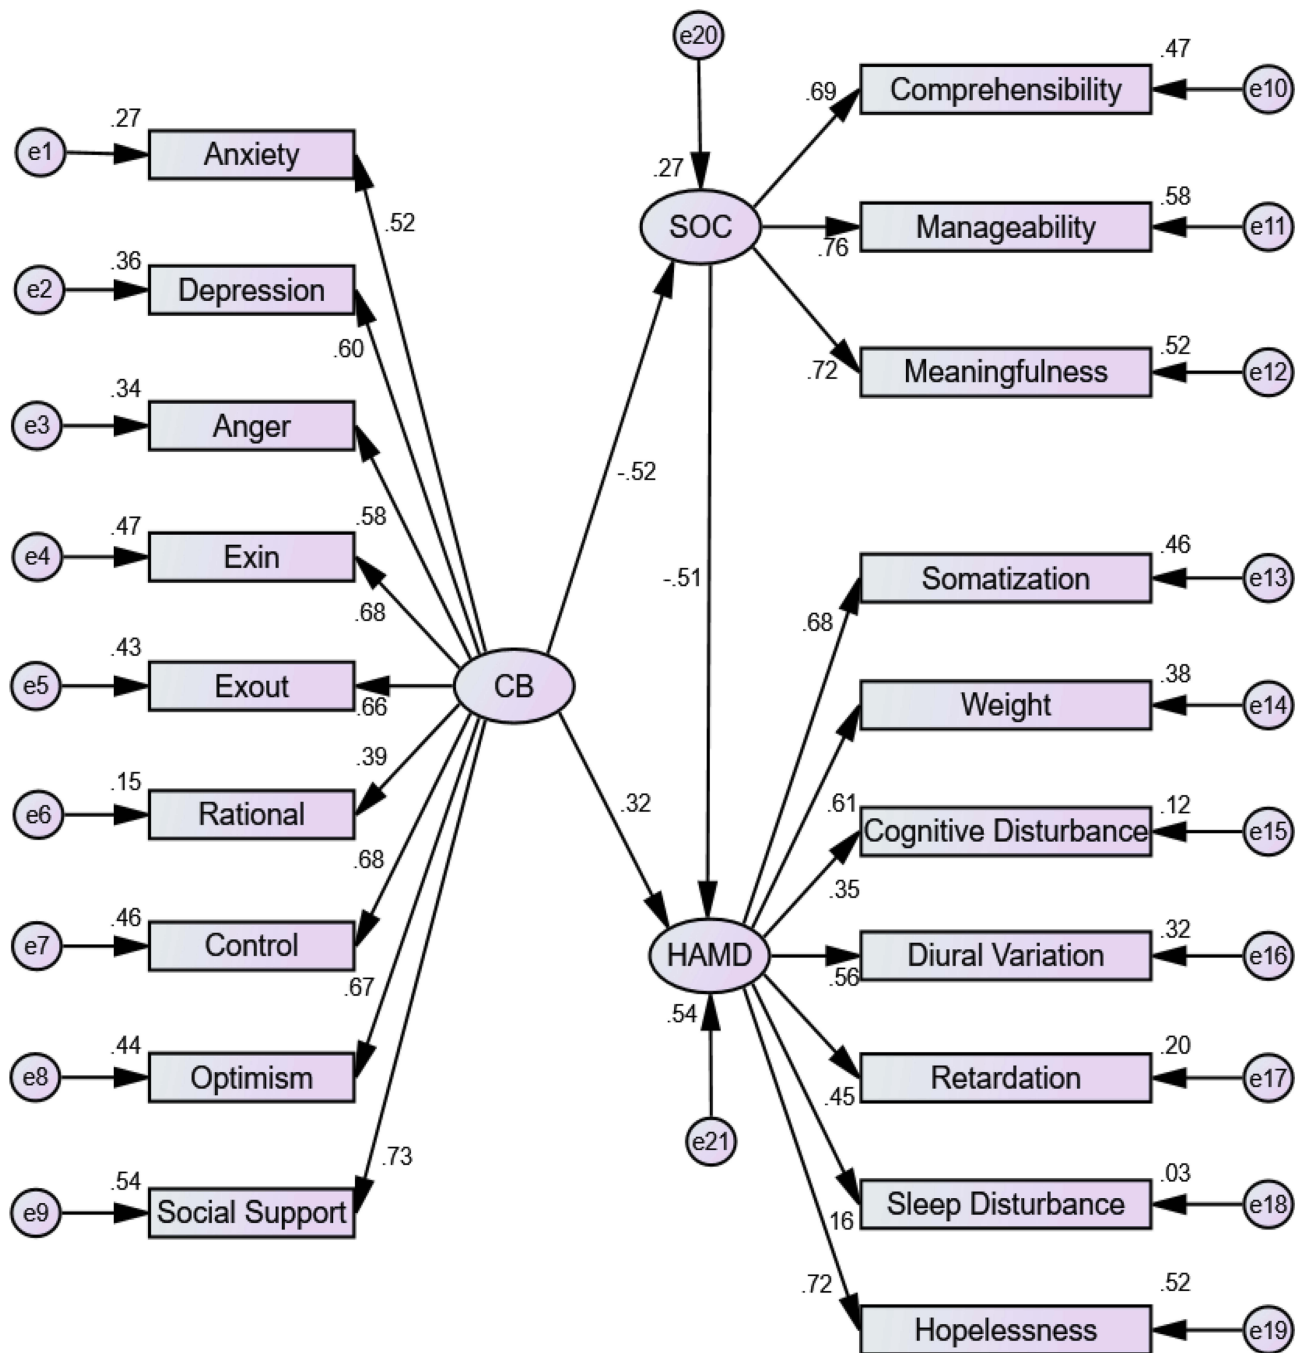 e20
.47
.69
Comprehensibility
e10
.27
e1
Anxiety
.27
.58
.52
SOC
Manageability
e11
.76
.36
e2
Depression
.60
.52
.72
Meaningfulness
e12
.34
e3
Anger
-.52
.58
.47
e4
Exin
.68
-.51
.46
Somatization
e13
.68
.43
e5
Exout
.66
CB
.38
Weight
e14
.39
.15
e6
Rational
.32
.61
.12
Cognitive Disturbance
e15
.68
.35
.46
e7
Control
.67
HAMD
.32
Diural Variation
e16
.56
.54
.44
e8
Optimism
.20
Retardation
e17
.45
e21
.73
.54
e9
Social Support
.03
Sleep Disturbance
e18
16
.72
.52
Hopelessness
e19